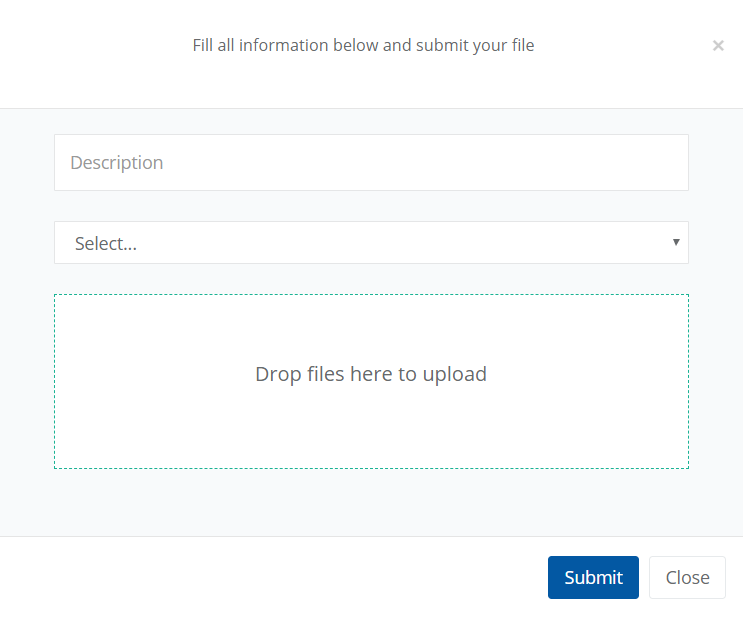 Fill all information below and submit your file
×
Description
Select...
Drop files here to upload
Submit Close